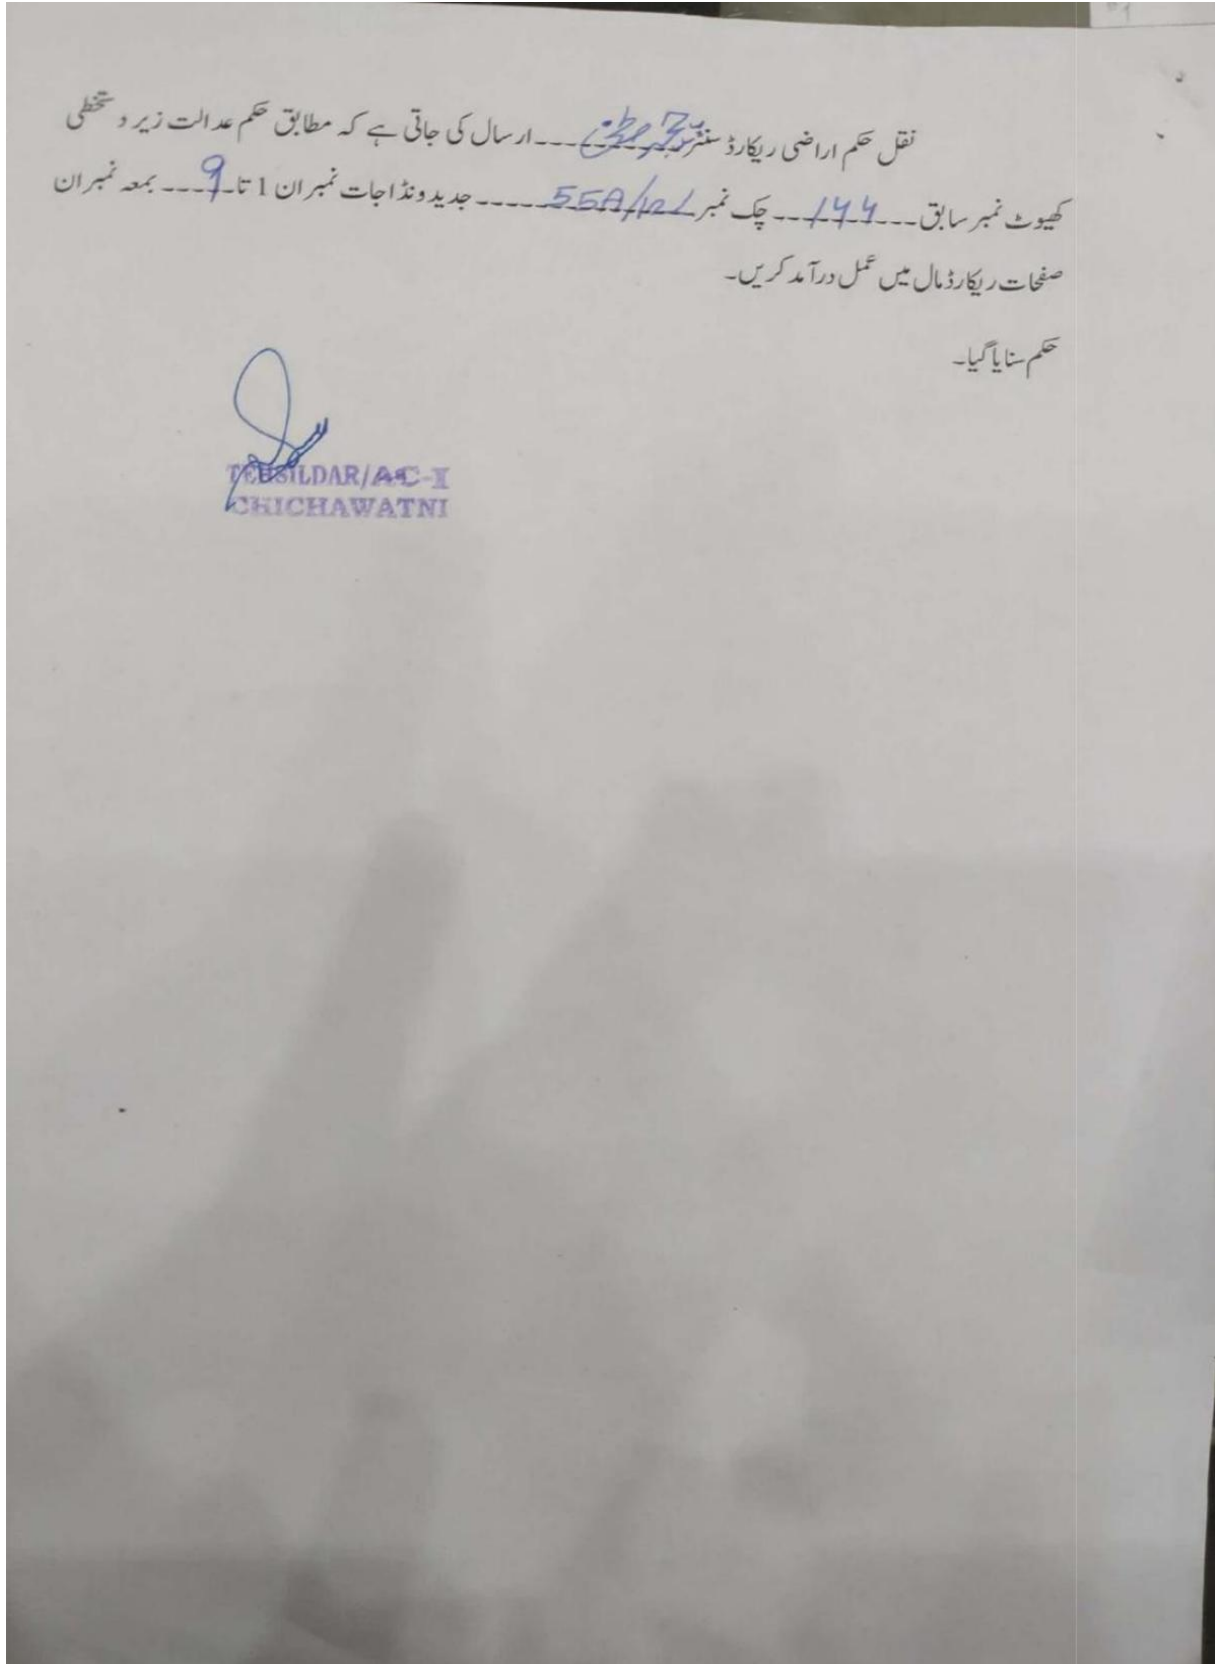 نقل حکم اراضی ریکارڈ سنٹر چیچہ وطنی ۔۔۔ ارسال کی جاتی ہے کہ مطابق حکم عدالت زیر دستخطی
کھیوٹ نمبر سابق ۔۔۔۔ 144 ۔۔۔ چک نمبر 55A/12L ۔۔۔۔۔ جدید ونڈاجات نمبران 1 تا ۔ 9 ۔۔۔۔ بمعہ نمبران
صفحات ریکارڈ مال میں عمل درآمد کریں۔
حکم سنایا گیا۔
TEHSILDAR/AC-I
CHICHAWATNI